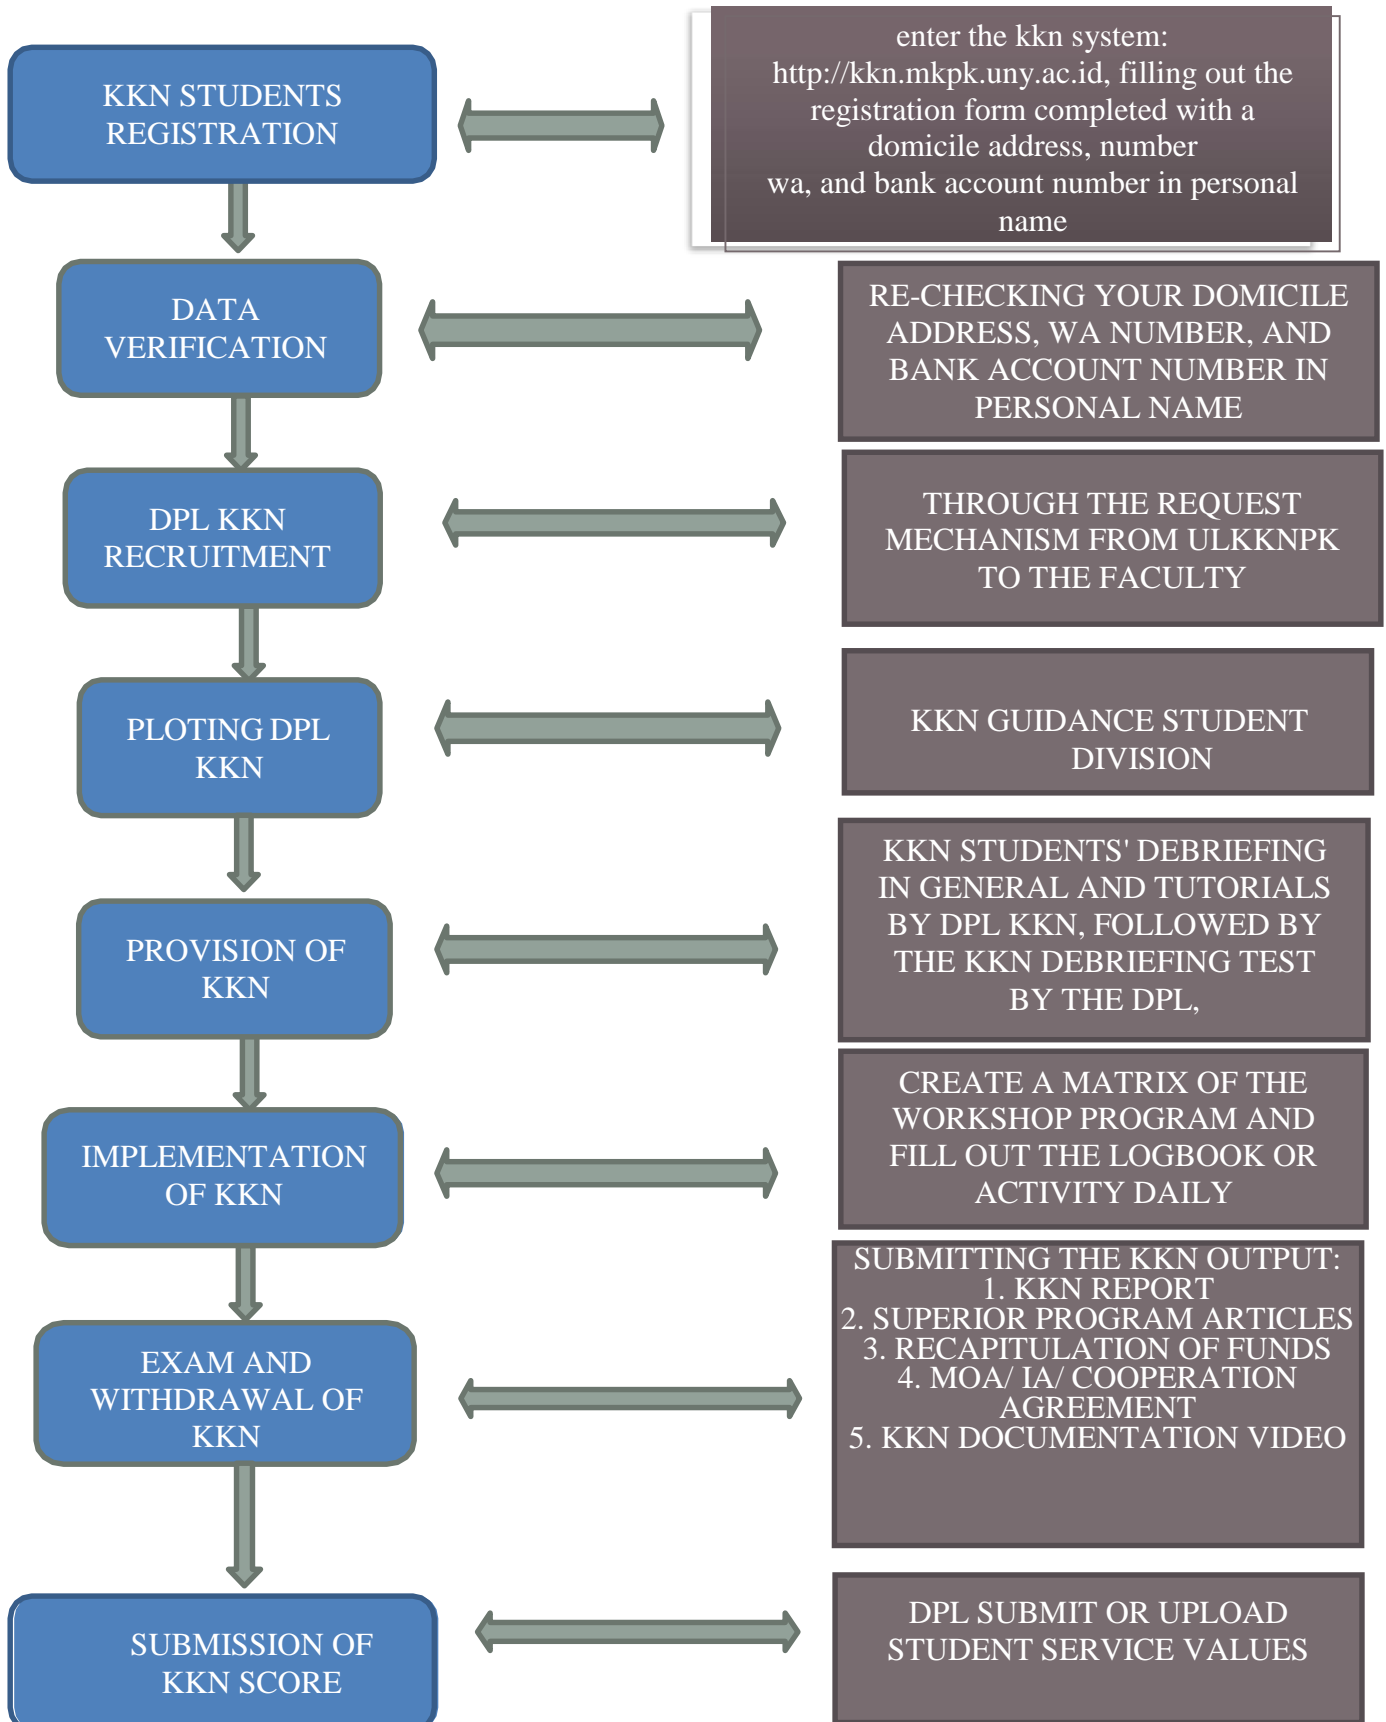 KKN STUDENTS
REGISTRATION
enter the kkn system:
http://kkn.mkpk.uny.ac.id, filling out the
registration form completed with a
domicile address, number
wa, and bank account number in personal
name
DATA
VERIFICATION
RE-CHECKING YOUR DOMICILE
ADDRESS, WA NUMBER, AND
BANK ACCOUNT NUMBER IN
PERSONAL NAME
DPL KKN
RECRUITMENT
THROUGH THE REQUEST
MECHANISM FROM ULKKNPK
TO THE FACULTY
PLOTING DPL
KKN
KKN GUIDANCE STUDENT
DIVISION
PROVISION OF
KKN
KKN STUDENTS' DEBRIEFING
IN GENERAL AND TUTORIALS
BY DPL KKN, FOLLOWED BY
THE KKN DEBRIEFING TEST
BY THE DPL,
IMPLEMENTATION
OF KKN
CREATE A MATRIX OF THE
WORKSHOP PROGRAM AND
FILL OUT THE LOGBOOK OR
ACTIVITY DAILY
EXAM AND
WITHDRAWAL OF
KKN
SUBMITTING THE KKN OUTPUT:
1. KKN REPORT
2. SUPERIOR PROGRAM ARTICLES
3. RECAPITULATION OF FUNDS
4. MOA/ IA/ COOPERATION
AGREEMENT
5. KKN DOCUMENTATION VIDEO
SUBMISSION OF
KKN SCORE
DPL SUBMIT OR UPLOAD
STUDENT SERVICE VALUES